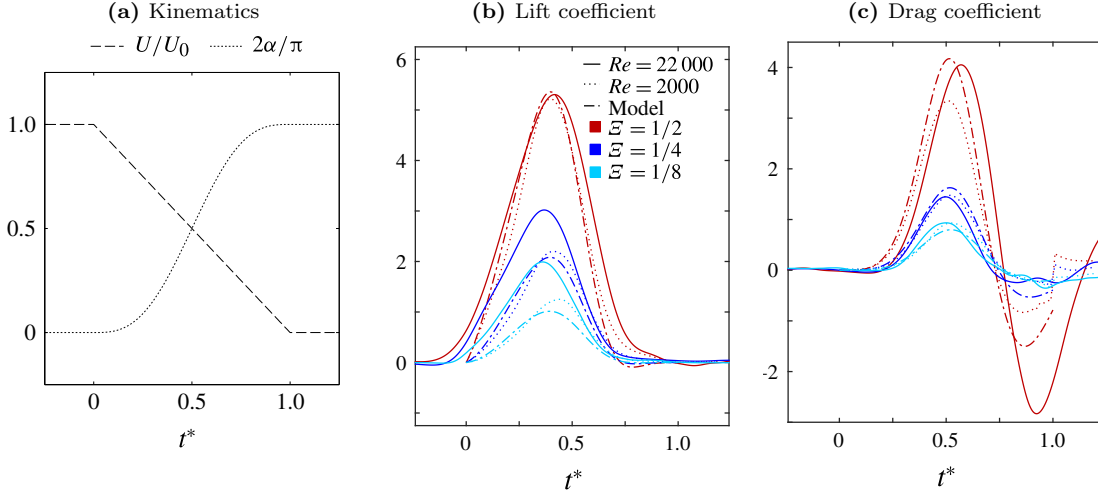 (a) Kinematics
U/U₀ 2α/π
1.0
0.5
0
0 0.5 1.0
t*
(b) Lift coefficient
6
4
2
0
Re = 22 000
Re = 2000
Model
Ξ = 1/2
Ξ = 1/4
Ξ = 1/8
0 0.5 1.0
t*
(c) Drag coefficient
4
2
0
-2
0 0.5 1.0
t*